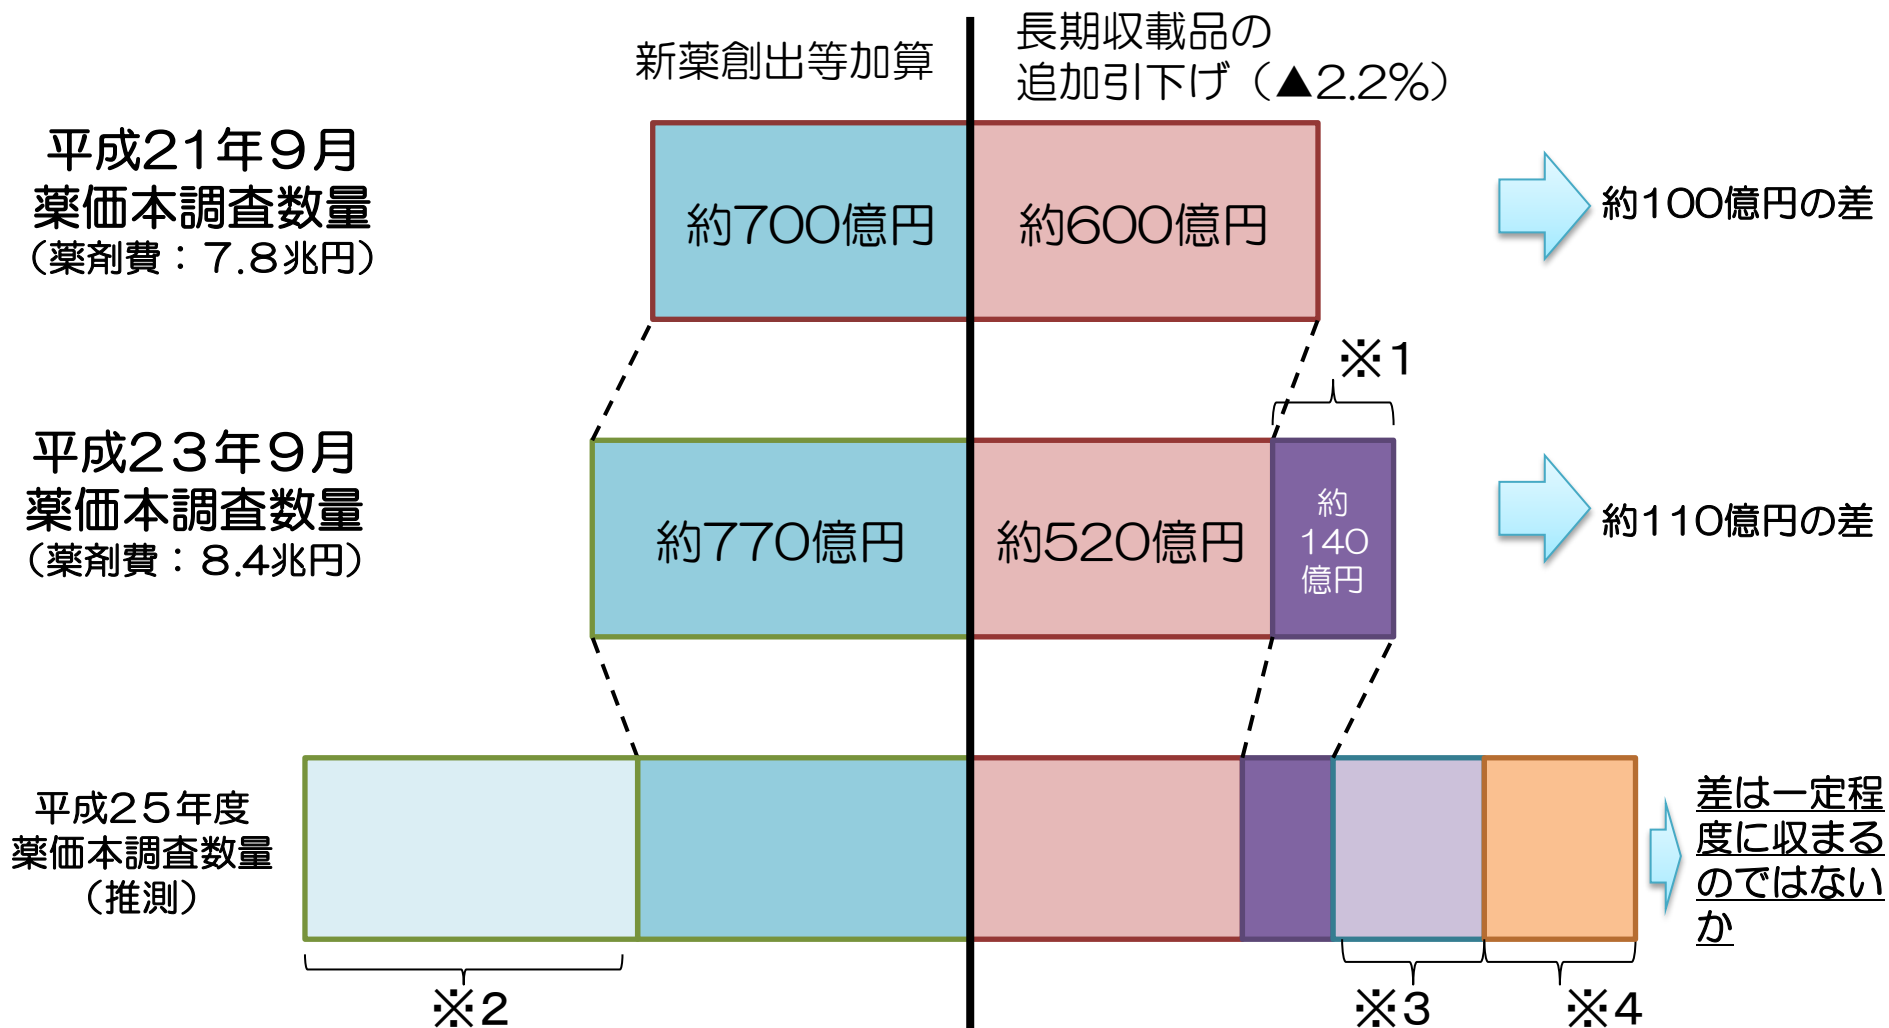 新薬創出等加算
長期収載品の
追加引下げ（▲2.2％）
平成21年９月
薬価本調査数量
（薬剤費：７.８兆円）
約700億円
約600億円
約100億円の差
※1
平成２３年９月
薬価本調査数量
（薬剤費：８.４兆円）
約770億円
約520億円
約
140
億円
約110億円の差
平成２５年度
薬価本調査数量
（推測）
差は一定程
度に収まる
のではない
か
※2
※3
※4